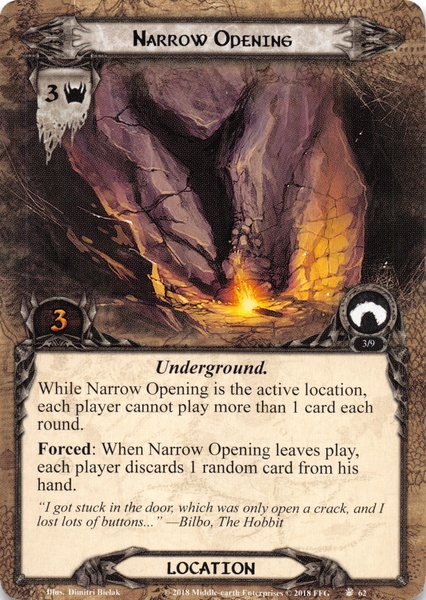 Narrow Opening
3
3
3/9
Underground.
While Narrow Opening is the active location,
each player cannot play more than 1 card each
round.
Forced: When Narrow Opening leaves play,
each player discards 1 random card from his
hand.
“I got stuck in the door, which was only open a crack, and I
lost lots of buttons...” —Bilbo, The Hobbit
LOCATION
Illus. Dimitri Bielak © 2018 Middle-earth Enterprises © 2018 FFG 62